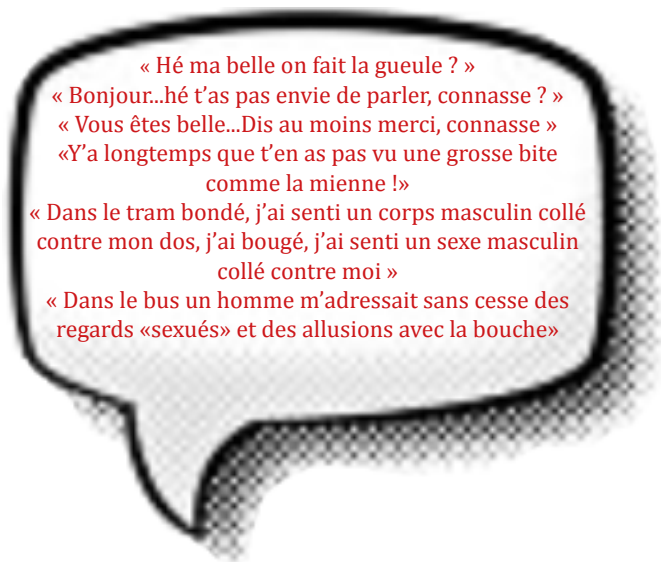 « Hé ma belle on fait la gueule ? »
« Bonjour...hé t'as pas envie de parler, connasse ? »
« Vous êtes belle...Dis au moins merci, connasse »
«Y'a longtemps que t'en as pas vu une grosse bite
comme la mienne !»
« Dans le tram bondé, j'ai senti un corps masculin collé
contre mon dos, j'ai bougé, j'ai senti un sexe masculin
collé contre moi »
« Dans le bus un homme m'adressait sans cesse des
regards «sexués» et des allusions avec la bouche»